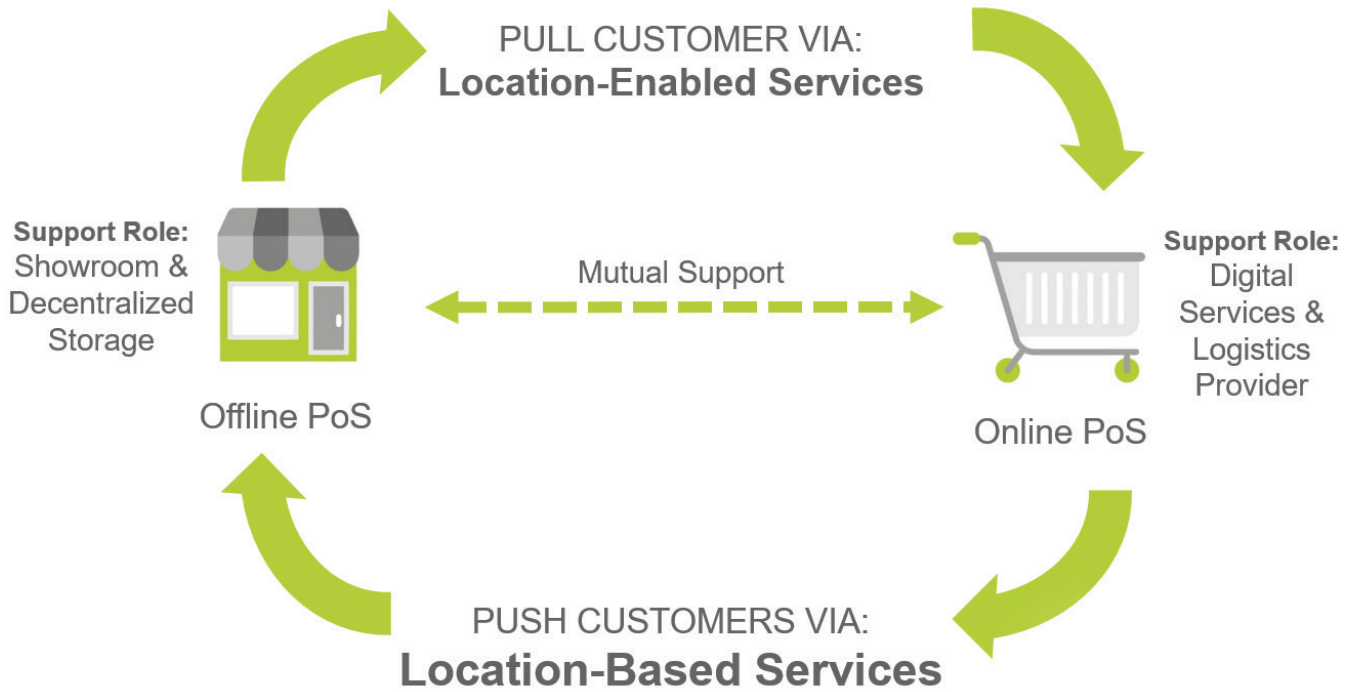 PULL CUSTOMER VIA:
Location-Enabled Services
Support Role:
Showroom &
Decentralized
Storage
Offline PoS
Mutual Support
Support Role:
Digital
Services &
Logistics
Provider
Online PoS
PUSH CUSTOMERS VIA:
Location-Based Services